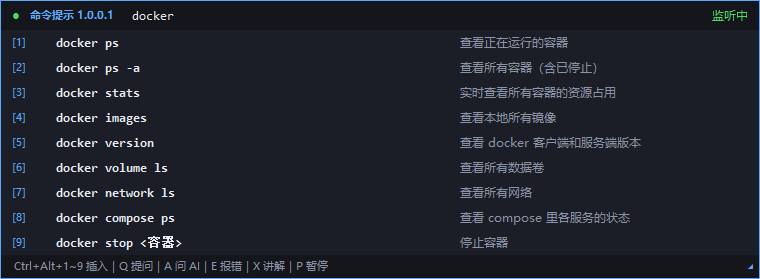 ● 命令提示 1.0.0.1 docker 监听中
[1] docker ps 查看正在运行的容器
[2] docker ps -a 查看所有容器（含已停止）
[3] docker stats 实时查看所有容器的资源占用
[4] docker images 查看本地所有镜像
[5] docker version 查看 docker 客户端和服务端版本
[6] docker volume ls 查看所有数据卷
[7] docker network ls 查看所有网络
[8] docker compose ps 查看 compose 里各服务的状态
[9] docker stop <容器> 停止容器
Ctrl+Alt+1~9 插入 | Q 提问 | A 问 AI | E 报错 | X 讲解 | P 暂停